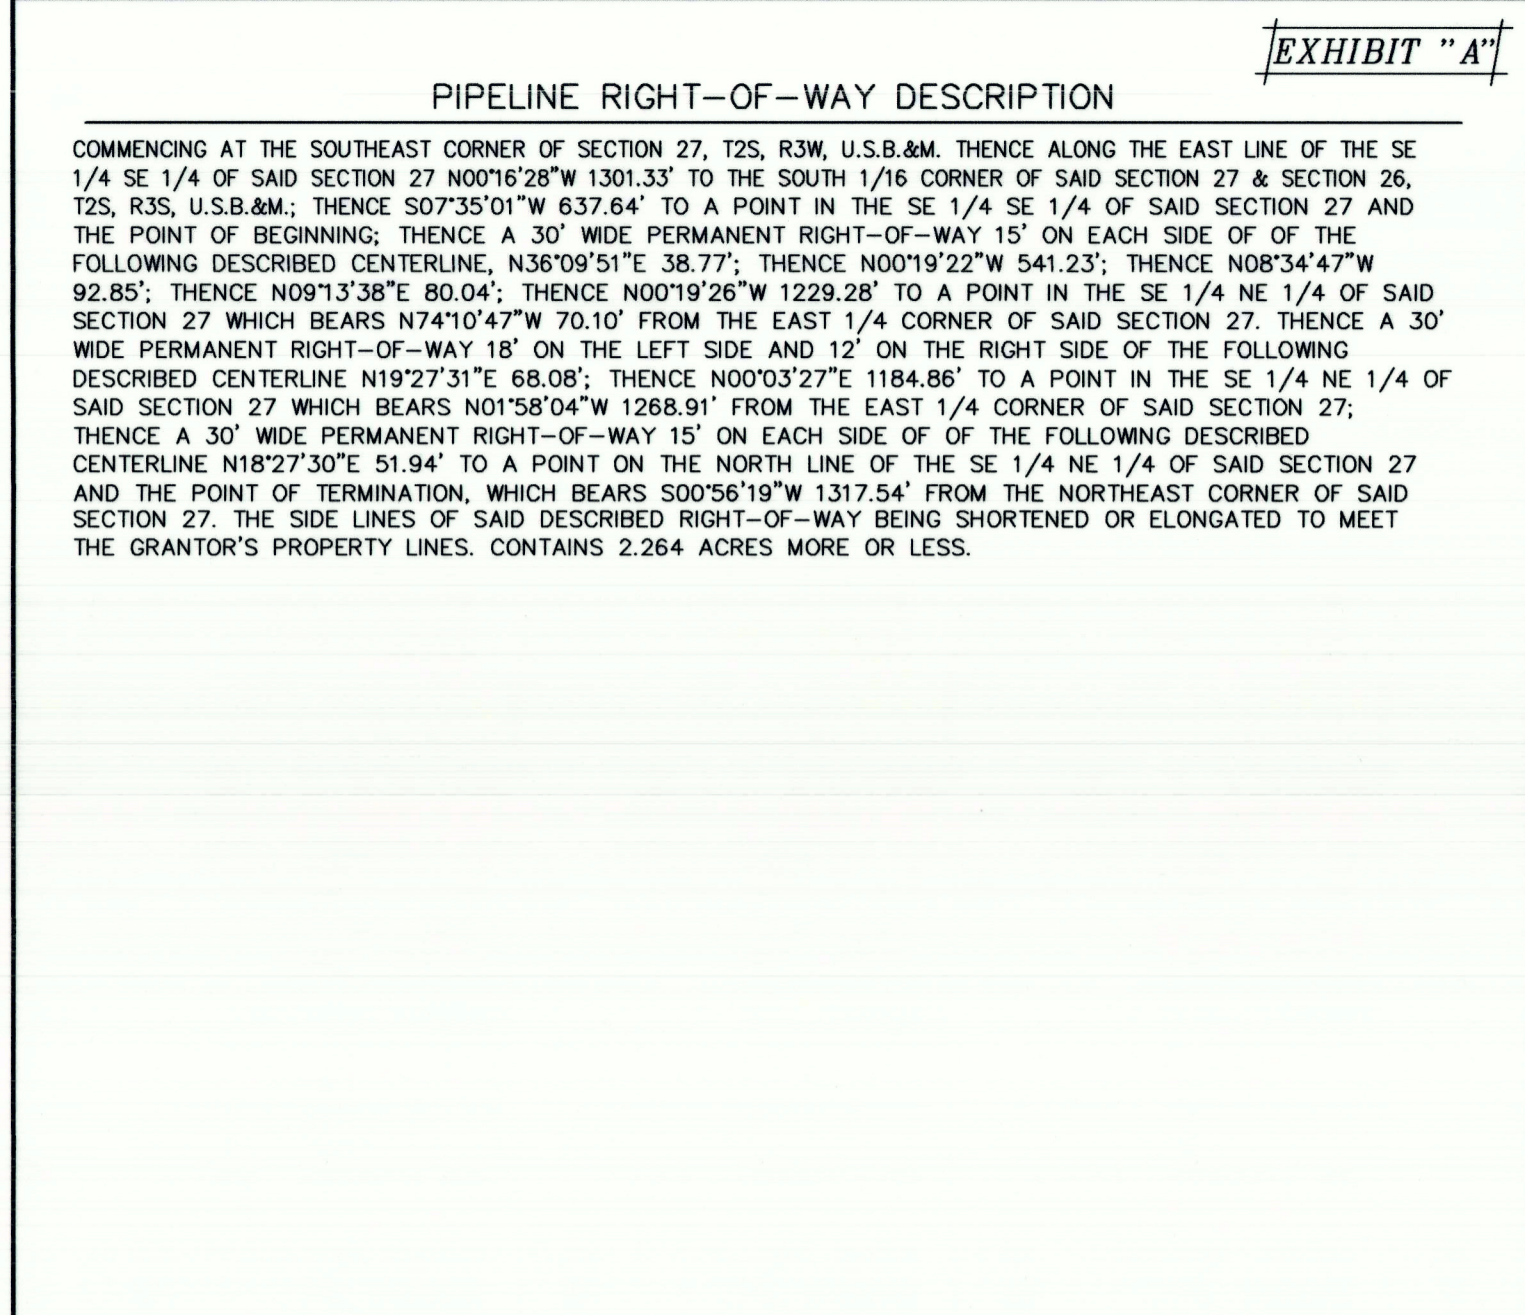 EXHIBIT "A"
PIPELINE RIGHT-OF-WAY DESCRIPTION
COMMENCING AT THE SOUTHEAST CORNER OF SECTION 27, T2S, R3W, U.S.B.&M. THENCE ALONG THE EAST LINE OF THE SE
1/4 SE 1/4 OF SAID SECTION 27 N00°16'28"W 1301.33' TO THE SOUTH 1/16 CORNER OF SAID SECTION 27 & SECTION 26,
T2S, R3S, U.S.B.&M.; THENCE S07°35'01"W 637.64' TO A POINT IN THE SE 1/4 SE 1/4 OF SAID SECTION 27 AND
THE POINT OF BEGINNING; THENCE A 30' WIDE PERMANENT RIGHT-OF-WAY 15' ON EACH SIDE OF OF THE
FOLLOWING DESCRIBED CENTERLINE, N36°09'51"E 38.77'; THENCE N00°19'22"W 541.23'; THENCE N08°34'47"W
92.85'; THENCE N09°13'38"E 80.04'; THENCE N00°19'26"W 1229.28' TO A POINT IN THE SE 1/4 NE 1/4 OF SAID
SECTION 27 WHICH BEARS N74°10'47"W 70.10' FROM THE EAST 1/4 CORNER OF SAID SECTION 27. THENCE A 30'
WIDE PERMANENT RIGHT-OF-WAY 18' ON THE LEFT SIDE AND 12' ON THE RIGHT SIDE OF THE FOLLOWING
DESCRIBED CENTERLINE N19°27'31"E 68.08'; THENCE N00°03'27"E 1184.86' TO A POINT IN THE SE 1/4 NE 1/4 OF
SAID SECTION 27 WHICH BEARS N01°58'04"W 1268.91' FROM THE EAST 1/4 CORNER OF SAID SECTION 27;
THENCE A 30' WIDE PERMANENT RIGHT-OF-WAY 15' ON EACH SIDE OF OF THE FOLLOWING DESCRIBED
CENTERLINE N18°27'30"E 51.94' TO A POINT ON THE NORTH LINE OF THE SE 1/4 NE 1/4 OF SAID SECTION 27
AND THE POINT OF TERMINATION, WHICH BEARS S00°56'19"W 1317.54' FROM THE NORTHEAST CORNER OF SAID
SECTION 27. THE SIDE LINES OF SAID DESCRIBED RIGHT-OF-WAY BEING SHORTENED OR ELONGATED TO MEET
THE GRANTOR'S PROPERTY LINES. CONTAINS 2.264 ACRES MORE OR LESS.